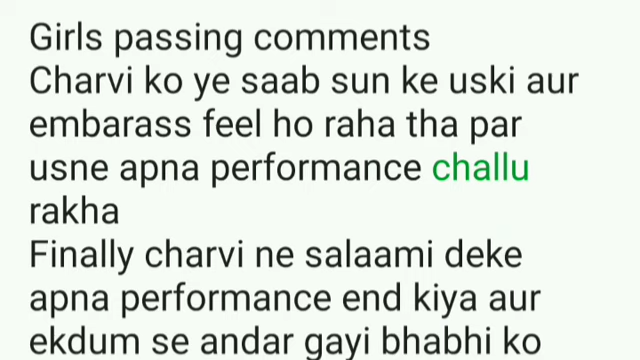 Girls passing comments
Charvi ko ye saab sun ke uski aur
embarass feel ho raha tha par
usne apna performance challu
rakha
Finally charvi ne salaami deke
apna performance end kiya aur
ekdum se andar gayi bhabhi ko